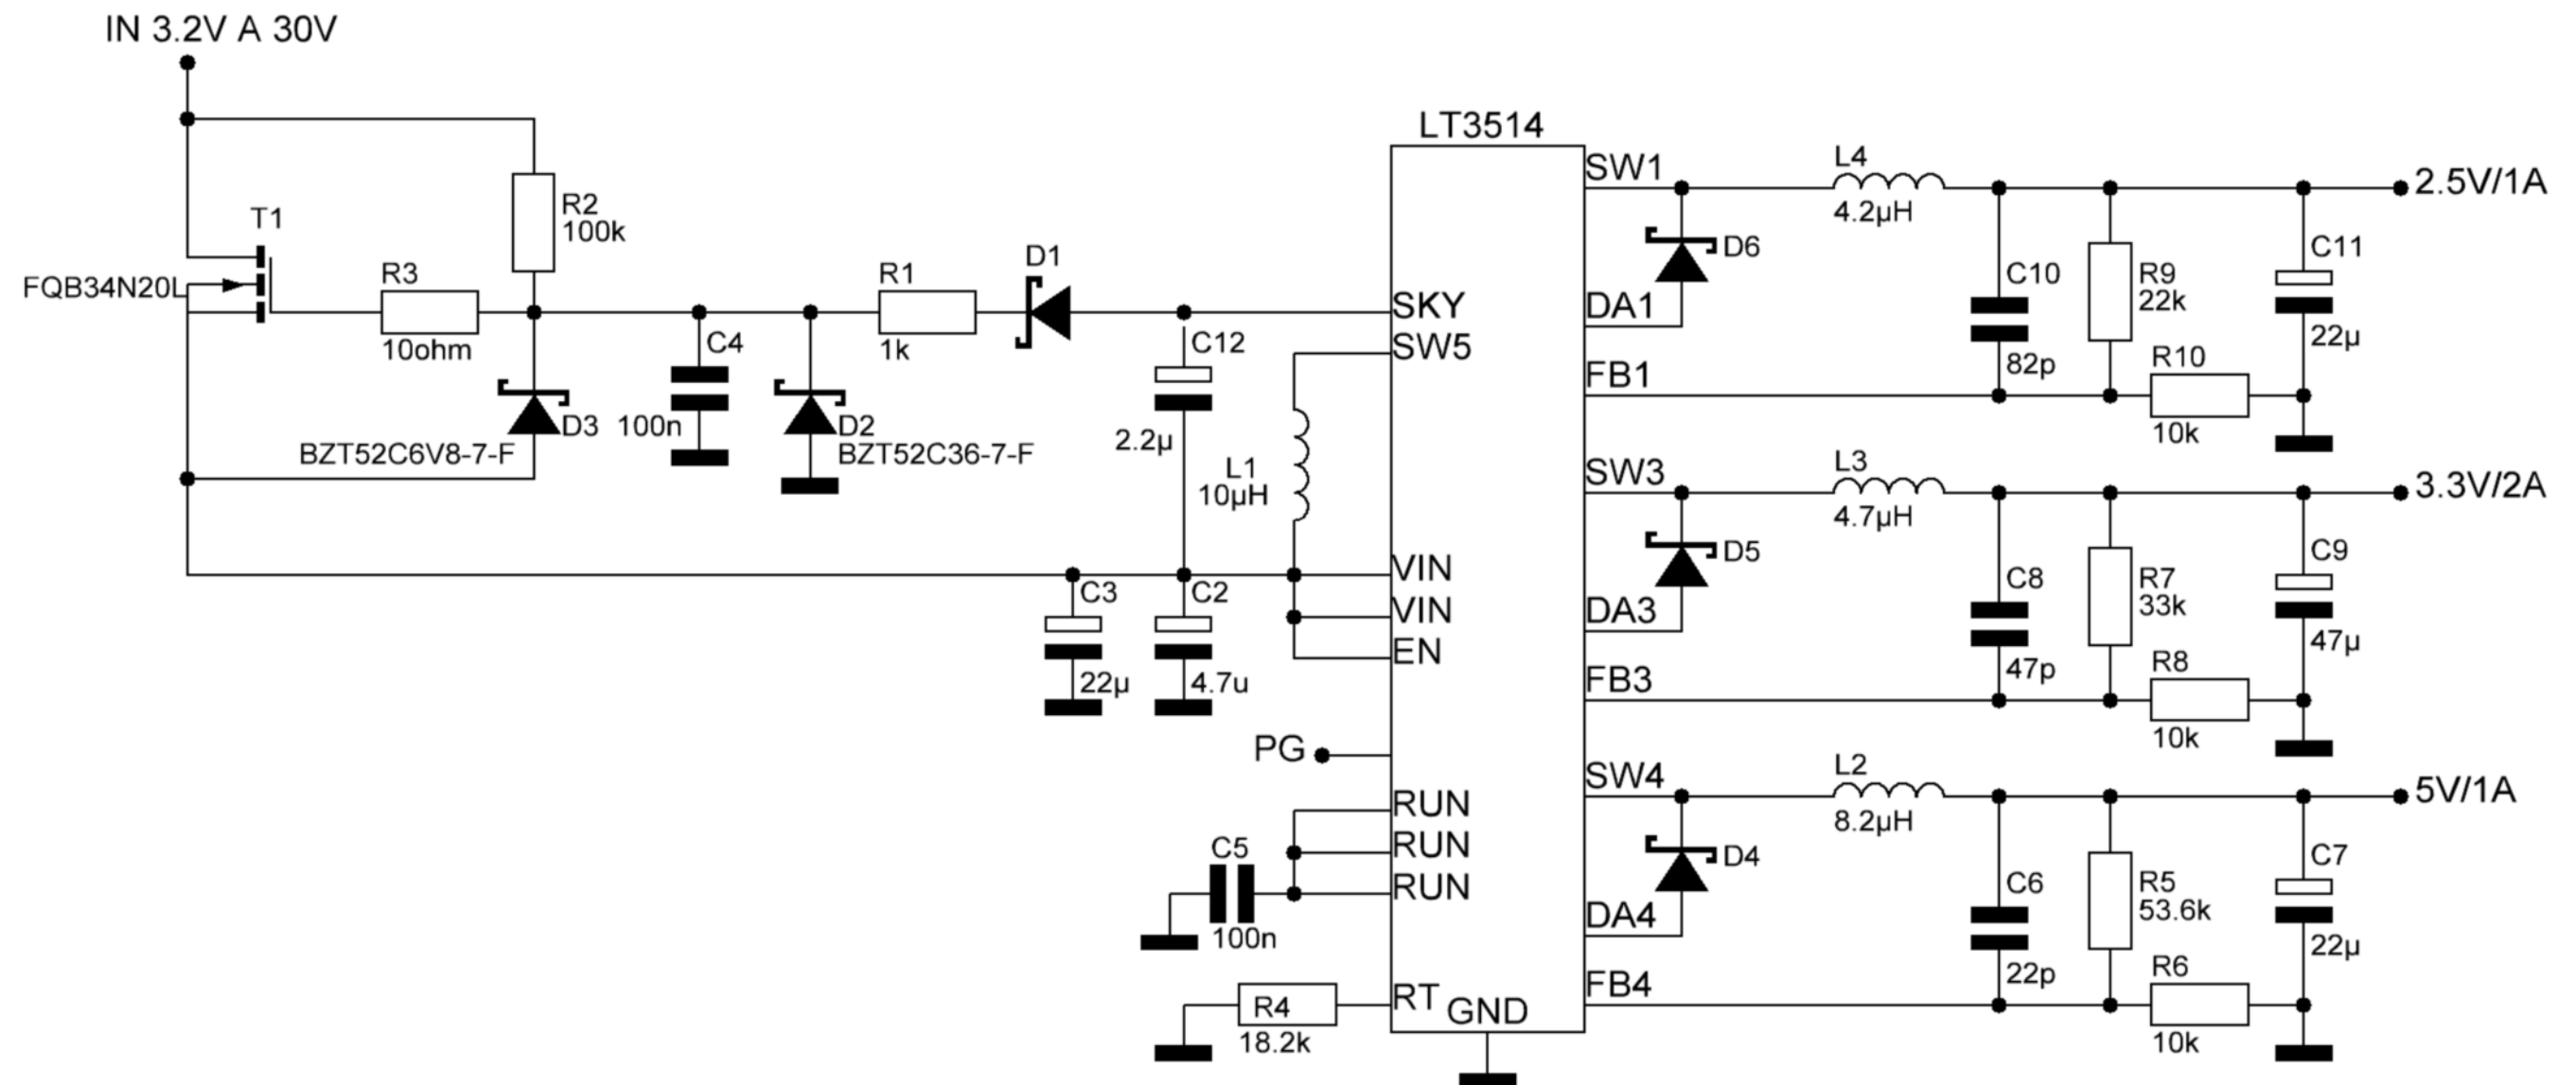 IN 3.2V A 30V
T1
FQB34N20L
R2
100k
R3
10ohm
D3
BZT52C6V8-7-F
C4
100n
D2
BZT52C36-7-F
R1
1k
D1
C12
2.2µ
L1
10µH
C3
22µ
C2
4.7u
PG
C5
100n
R4
18.2k
LT3514
SKY
SW5
VIN
VIN
EN
RUN
RUN
RUN
RT
GND
SW1
DA1
FB1
SW3
DA3
FB3
SW4
DA4
FB4
L4
4.2µH
D6
C10
82p
R9
22k
R10
10k
C11
22µ
2.5V/1A
L3
4.7µH
D5
C8
47p
R7
33k
R8
10k
C9
47µ
3.3V/2A
L2
8.2µH
D4
C6
22p
R5
53.6k
R6
10k
C7
22µ
5V/1A